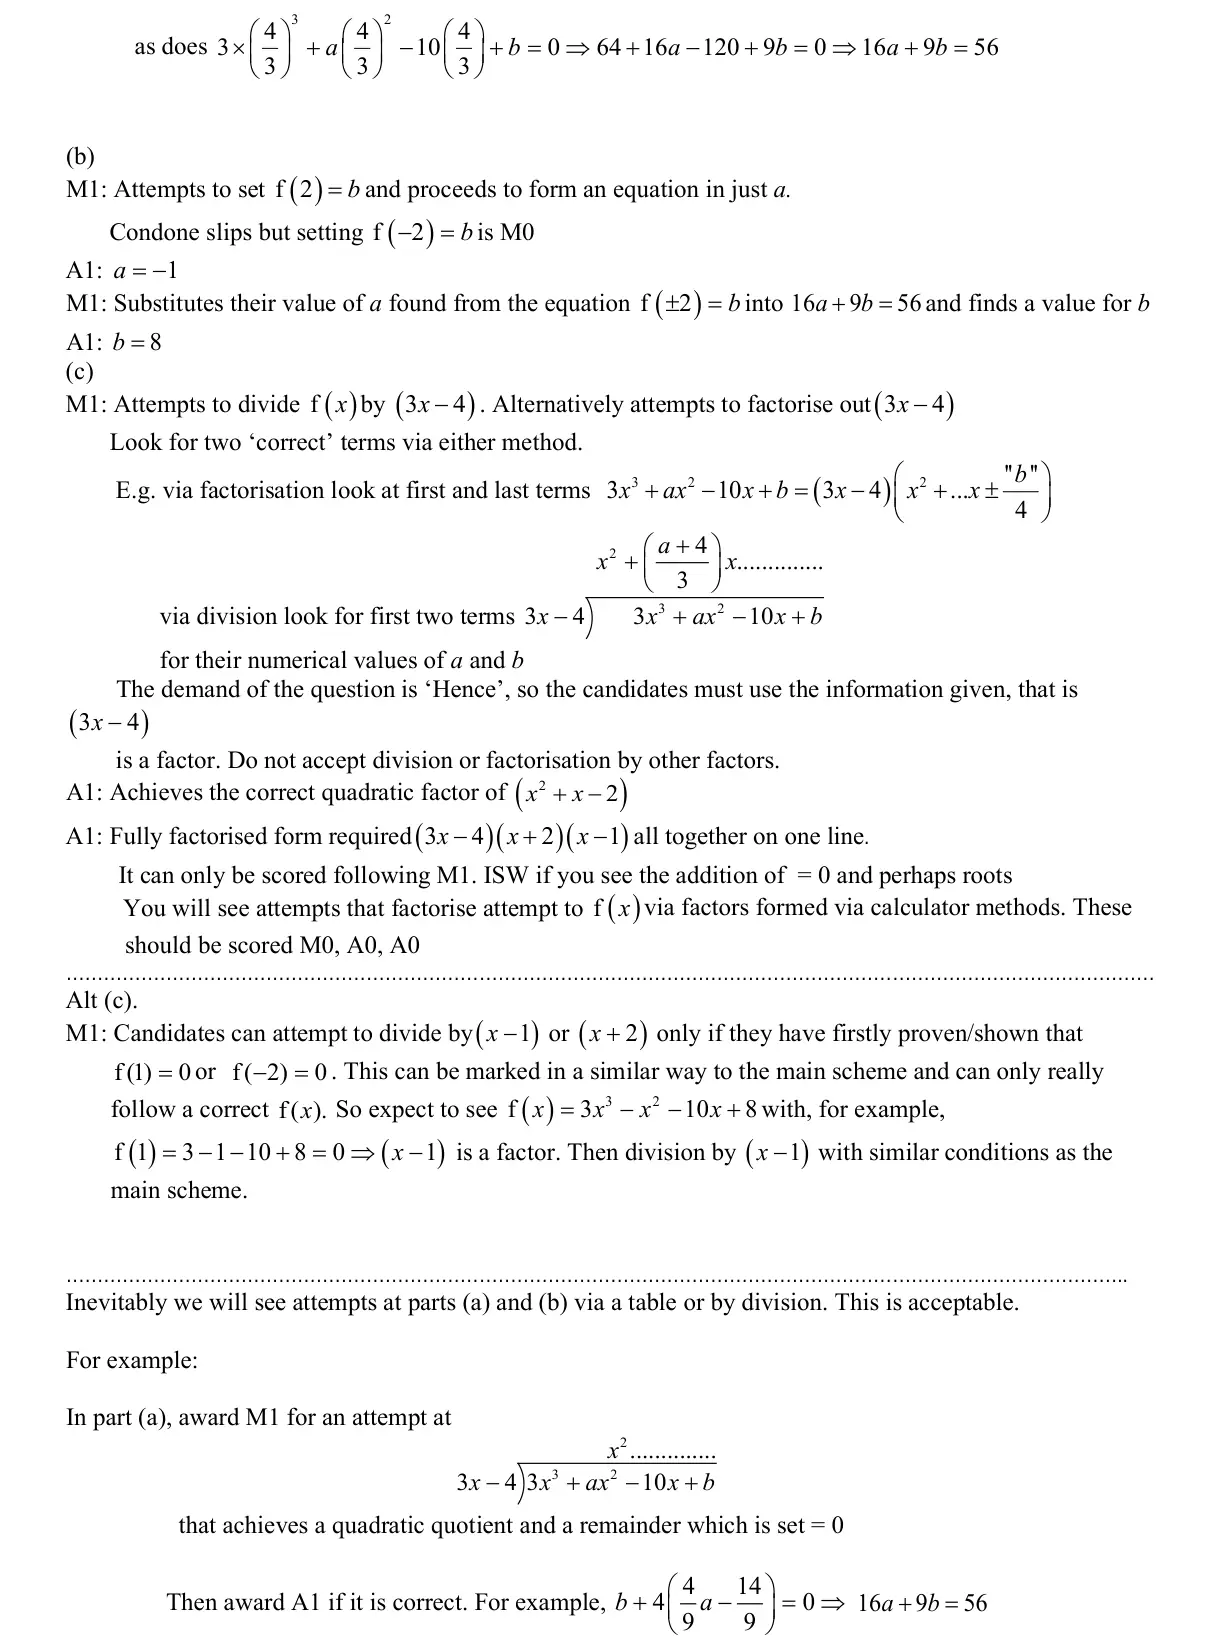 as does 3×(4/3)³ + a(4/3)² − 10(4/3) + b = 0 ⇒ 64 + 16a − 120 + 9b = 0 ⇒ 16a + 9b = 56
(b)
M1: Attempts to set f(2) = b and proceeds to form an equation in just a.
Condone slips but setting f(−2) = b is M0
A1: a = −1
M1: Substitutes their value of a found from the equation f(±2) = b into 16a + 9b = 56 and finds a value for b
A1: b = 8
(c)
M1: Attempts to divide f(x) by (3x − 4). Alternatively attempts to factorise out (3x − 4)
Look for two ‘correct’ terms via either method.
E.g. via factorisation look at first and last terms 3x³ + ax² − 10x + b = (3x − 4)(x² + ...x ± "b"/4)
x² + ((a + 4)/3)x..............
via division look for first two terms 3x − 4) 3x³ + ax² − 10x + b
for their numerical values of a and b
The demand of the question is ‘Hence’, so the candidates must use the information given, that is
(3x − 4)
is a factor. Do not accept division or factorisation by other factors.
A1: Achieves the correct quadratic factor of (x² + x − 2)
A1: Fully factorised form required (3x − 4)(x + 2)(x − 1) all together on one line.
It can only be scored following M1. ISW if you see the addition of = 0 and perhaps roots
You will see attempts that factorise attempt to f(x) via factors formed via calculator methods. These
should be scored M0, A0, A0
Alt (c).
M1: Candidates can attempt to divide by (x − 1) or (x + 2) only if they have firstly proven/shown that
f(1) = 0 or f(−2) = 0. This can be marked in a similar way to the main scheme and can only really
follow a correct f(x). So expect to see f(x) = 3x³ − x² − 10x + 8 with, for example,
f(1) = 3 − 1 − 10 + 8 = 0 ⇒ (x − 1) is a factor. Then division by (x − 1) with similar conditions as the
main scheme.
Inevitably we will see attempts at parts (a) and (b) via a table or by division. This is acceptable.
For example:
In part (a), award M1 for an attempt at
x²..............
3x − 4)3x³ + ax² − 10x + b
that achieves a quadratic quotient and a remainder which is set = 0
Then award A1 if it is correct. For example, b + 4(4/9 a − 14/9) = 0 ⇒ 16a + 9b = 56